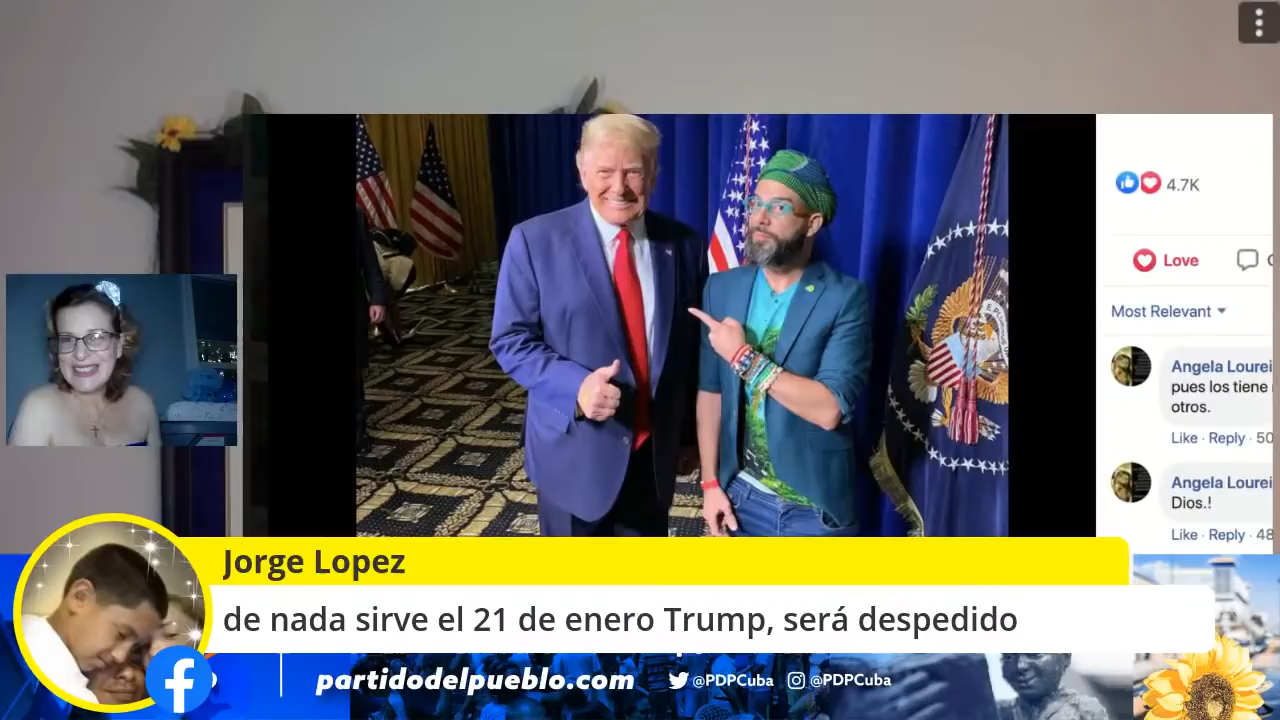 4.7K
Love
Most Relevant
Angela Lourei
pues los tiene
otros.
Like · Reply · 50
Angela Lourei
Dios.!
Like · Reply · 48
Jorge Lopez
de nada sirve el 21 de enero Trump, será despedido
partidodelpueblo.com @PDPCuba @PDPCuba